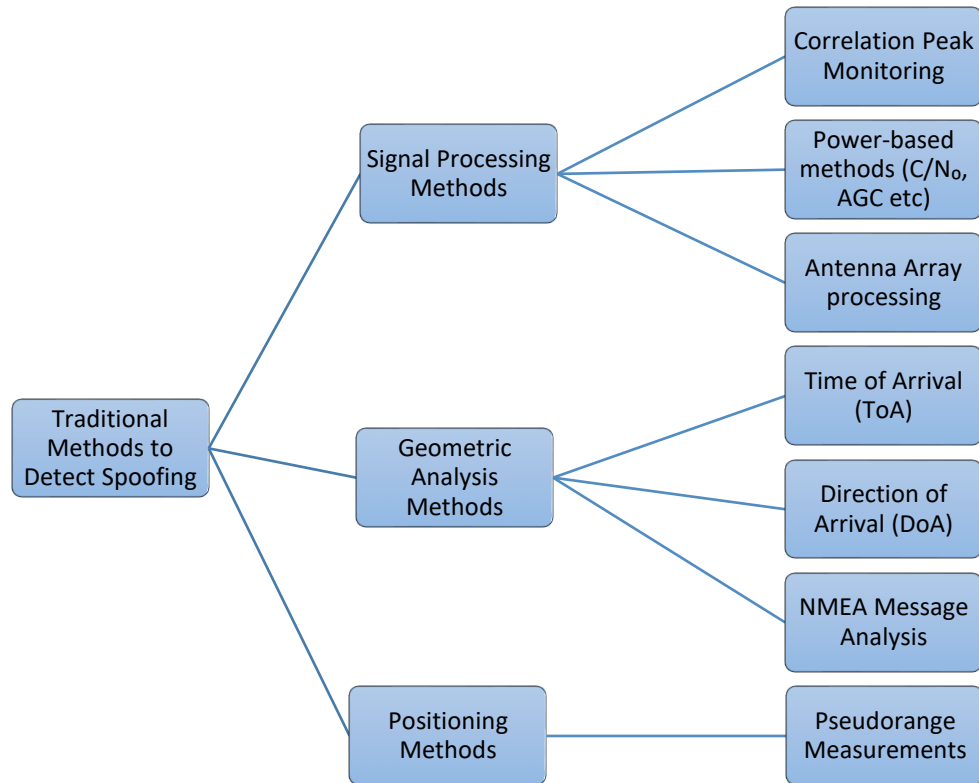 Correlation Peak
Monitoring
Signal Processing
Methods
Power-based
methods (C/N₀,
AGC etc)
Antenna Array
processing
Traditional
Methods to
Detect Spoofing
Geometric
Analysis
Methods
Time of Arrival
(ToA)
Direction of
Arrival (DoA)
NMEA Message
Analysis
Positioning
Methods
Pseudorange
Measurements